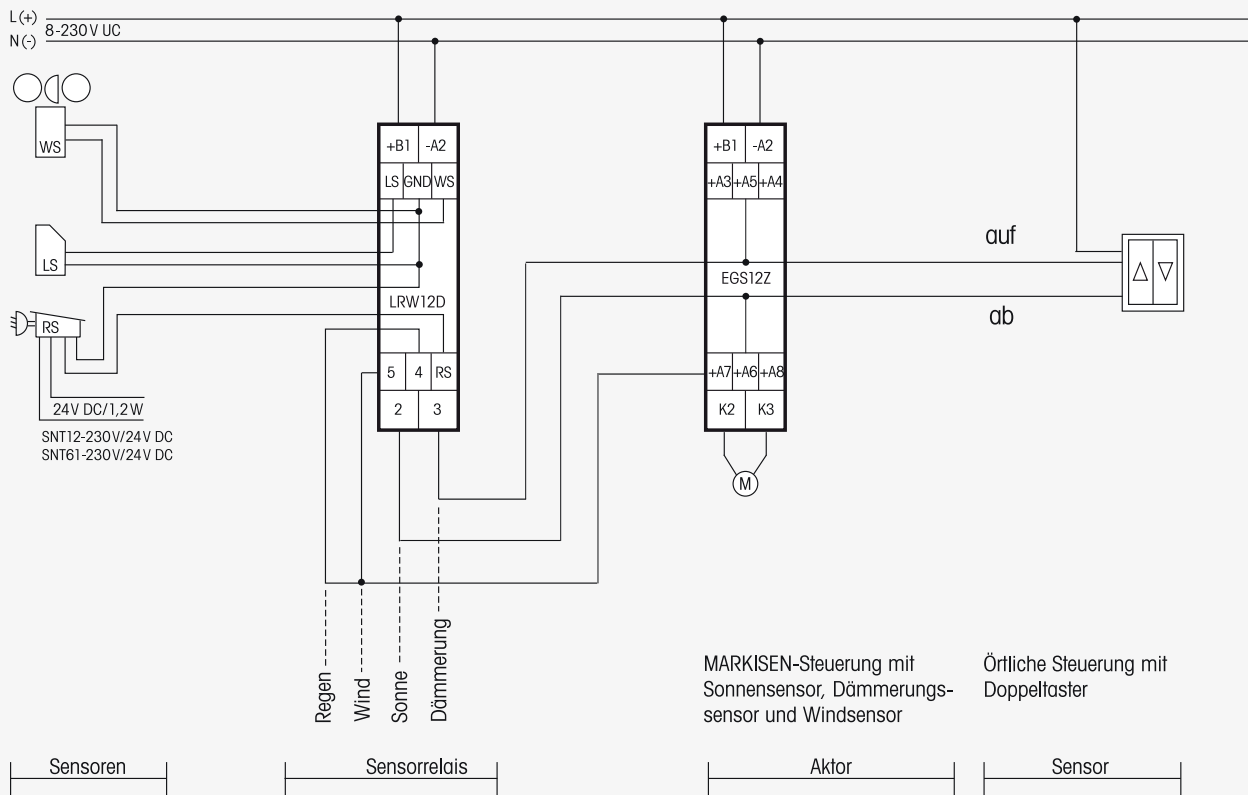 L(+)
8-230V UC
N(-)
WS
LS
RS
24V DC/1,2W
SNT12-230V/24V DC
SNT61-230V/24V DC
+B1 -A2
LS GND WS
LRW12D
5 4 RS
2 3
+B1 -A2
+A3 +A5 +A4
EGS12Z
+A7 +A6 +A8
K2 K3
M
auf
ab
Regen
Wind
Sonne
Dämmerung
MARKISEN-Steuerung mit
Sonnensensor, Dämmerungs-
sensor und Windsensor
Örtliche Steuerung mit
Doppeltaster
Sensoren
Sensorrelais
Aktor
Sensor